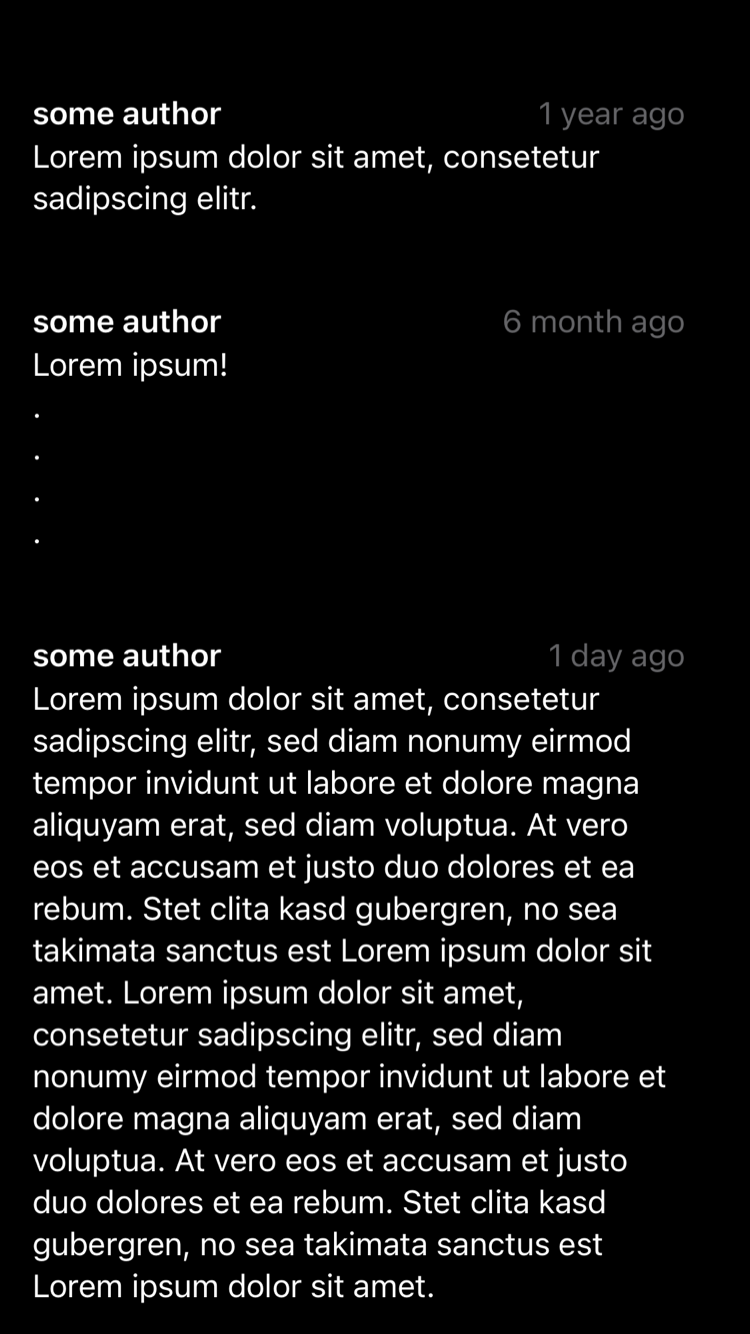 some author 1 year ago
Lorem ipsum dolor sit amet, consetetur
sadipscing elitr.
some author 6 month ago
Lorem ipsum!
.
.
.
.
some author 1 day ago
Lorem ipsum dolor sit amet, consetetur
sadipscing elitr, sed diam nonumy eirmod
tempor invidunt ut labore et dolore magna
aliquyam erat, sed diam voluptua. At vero
eos et accusam et justo duo dolores et ea
rebum. Stet clita kasd gubergren, no sea
takimata sanctus est Lorem ipsum dolor sit
amet. Lorem ipsum dolor sit amet,
consetetur sadipscing elitr, sed diam
nonumy eirmod tempor invidunt ut labore et
dolore magna aliquyam erat, sed diam
voluptua. At vero eos et accusam et justo
duo dolores et ea rebum. Stet clita kasd
gubergren, no sea takimata sanctus est
Lorem ipsum dolor sit amet.